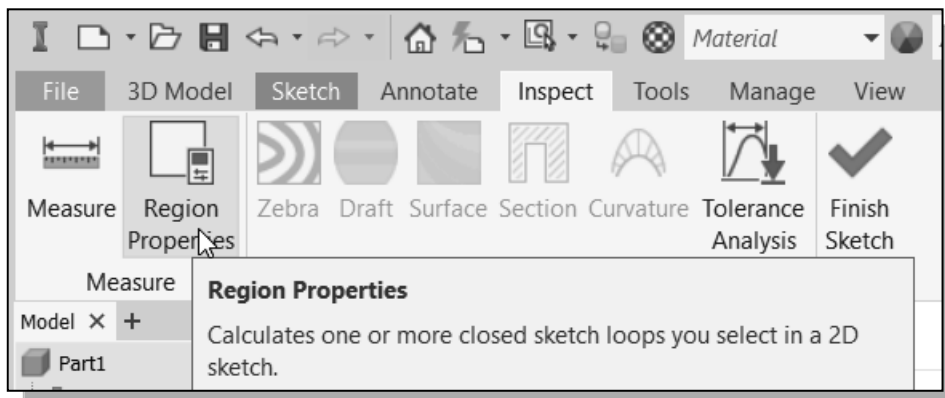 Material
File 3D Model Sketch Annotate Inspect Tools Manage View
Measure Region Properties Zebra Draft Surface Section Curvature Tolerance Analysis Finish Sketch
Measure
Model × +
Region Properties
Calculates one or more closed sketch loops you select in a 2D
sketch.
Part1